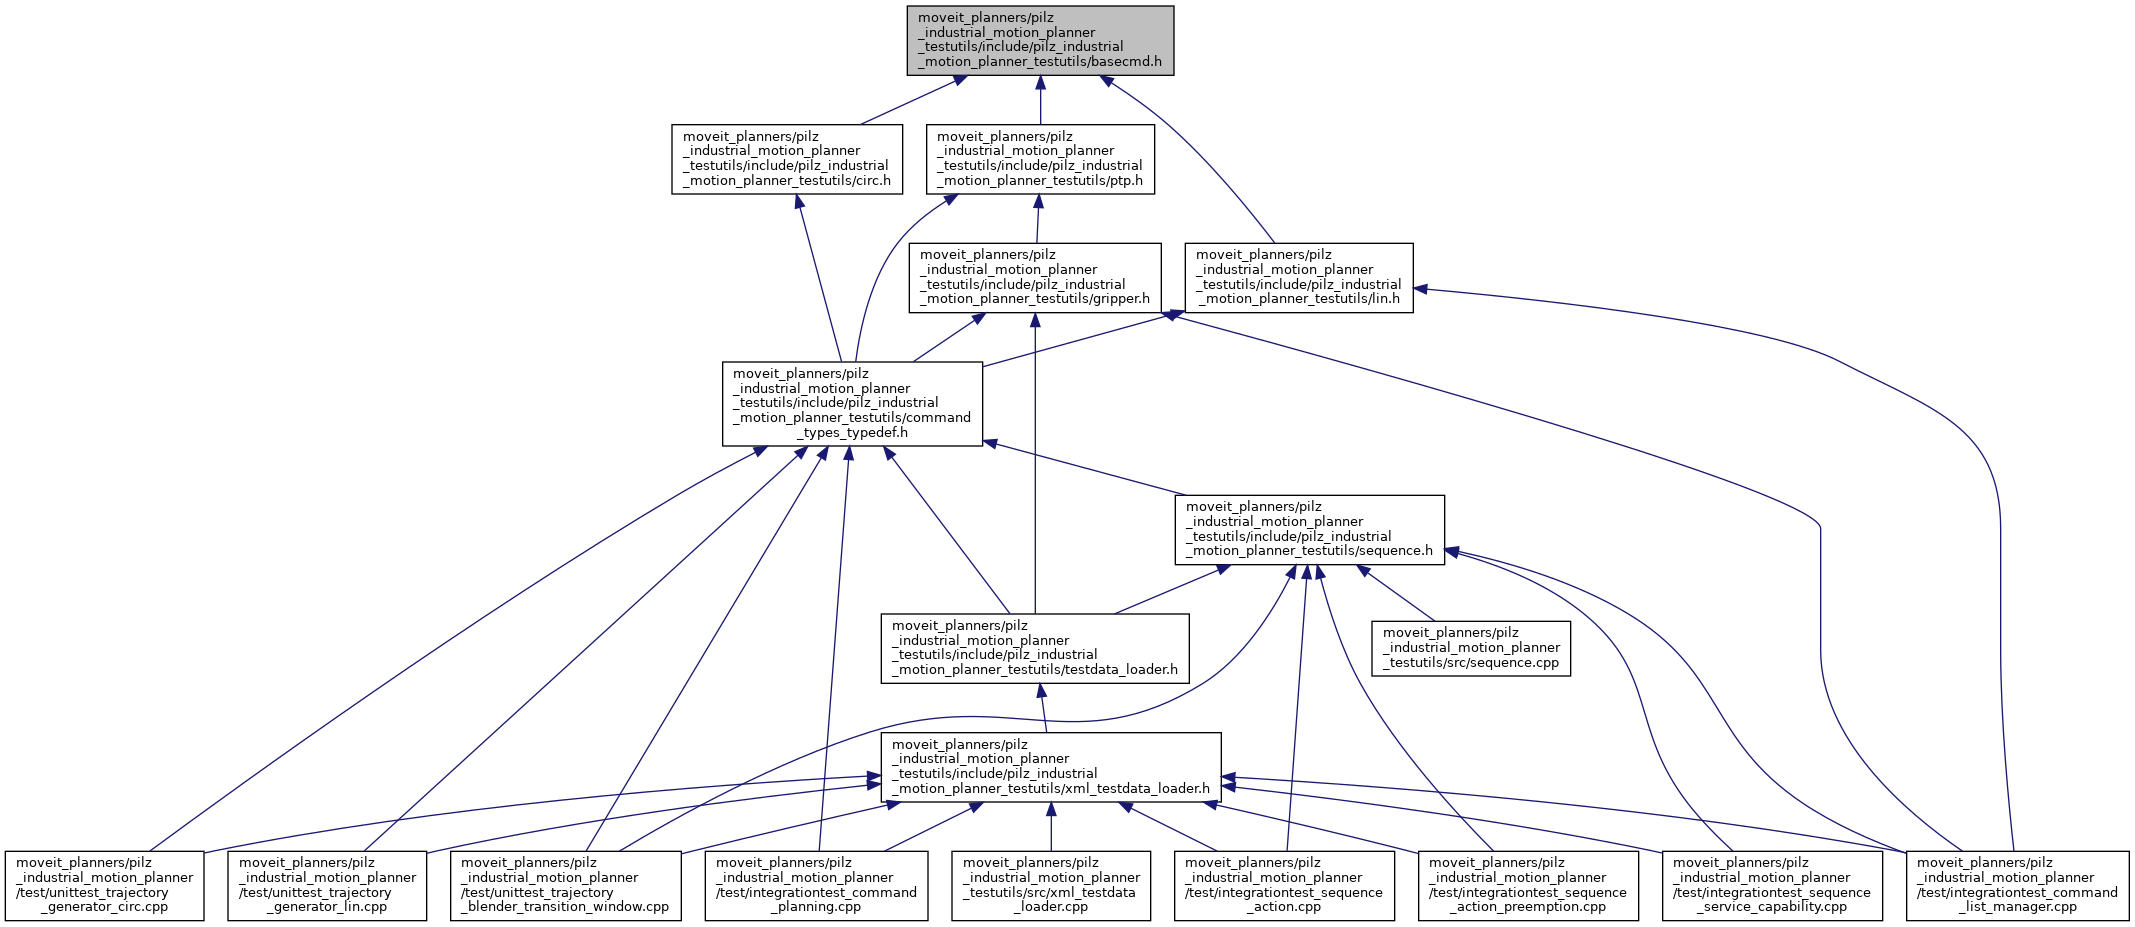 moveit_planners/pilz
_industrial_motion_planner
_testutils/include/pilz_industrial
_motion_planner_testutils/basecmd.h
moveit_planners/pilz
_industrial_motion_planner
_testutils/include/pilz_industrial
_motion_planner_testutils/circ.h
moveit_planners/pilz
_industrial_motion_planner
_testutils/include/pilz_industrial
_motion_planner_testutils/ptp.h
moveit_planners/pilz
_industrial_motion_planner
_testutils/include/pilz_industrial
_motion_planner_testutils/gripper.h
moveit_planners/pilz
_industrial_motion_planner
_testutils/include/pilz_industrial
_motion_planner_testutils/lin.h
moveit_planners/pilz
_industrial_motion_planner
_testutils/include/pilz_industrial
_motion_planner_testutils/command
_types_typedef.h
moveit_planners/pilz
_industrial_motion_planner
_testutils/include/pilz_industrial
_motion_planner_testutils/sequence.h
moveit_planners/pilz
_industrial_motion_planner
_testutils/include/pilz_industrial
_motion_planner_testutils/testdata_loader.h
moveit_planners/pilz
_industrial_motion_planner
_testutils/src/sequence.cpp
moveit_planners/pilz
_industrial_motion_planner
_testutils/include/pilz_industrial
_motion_planner_testutils/xml_testdata_loader.h
moveit_planners/pilz
_industrial_motion_planner
/test/unittest_trajectory
_generator_circ.cpp
moveit_planners/pilz
_industrial_motion_planner
/test/unittest_trajectory
_generator_lin.cpp
moveit_planners/pilz
_industrial_motion_planner
/test/unittest_trajectory
_blender_transition_window.cpp
moveit_planners/pilz
_industrial_motion_planner
/test/integrationtest_command
_planning.cpp
moveit_planners/pilz
_industrial_motion_planner
_testutils/src/xml_testdata
_loader.cpp
moveit_planners/pilz
_industrial_motion_planner
/test/integrationtest_sequence
_action.cpp
moveit_planners/pilz
_industrial_motion_planner
/test/integrationtest_sequence
_action_preemption.cpp
moveit_planners/pilz
_industrial_motion_planner
/test/integrationtest_sequence
_service_capability.cpp
moveit_planners/pilz
_industrial_motion_planner
/test/integrationtest_command
_list_manager.cpp